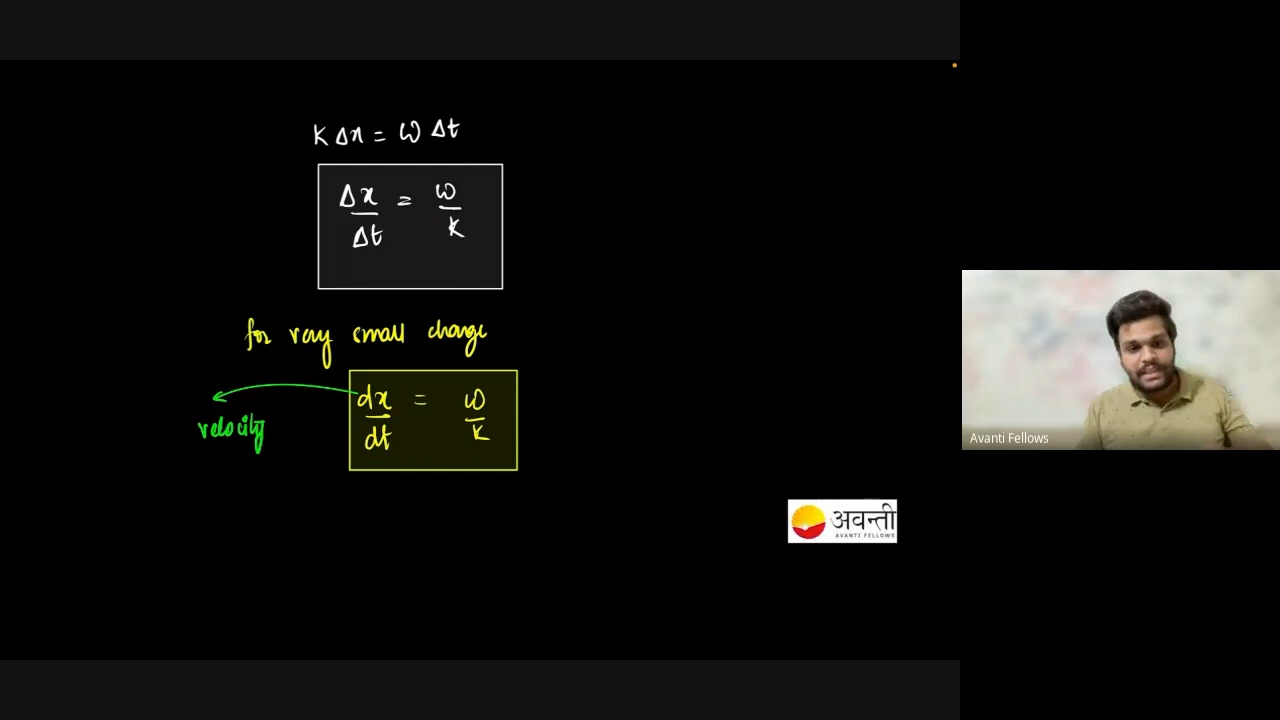 K Δx = ω Δt
Δx/Δt = ω/K
for very small change
dx/dt = ω/K
velocity
Avanti Fellows
अवन्ती
AVANTI FELLOWS